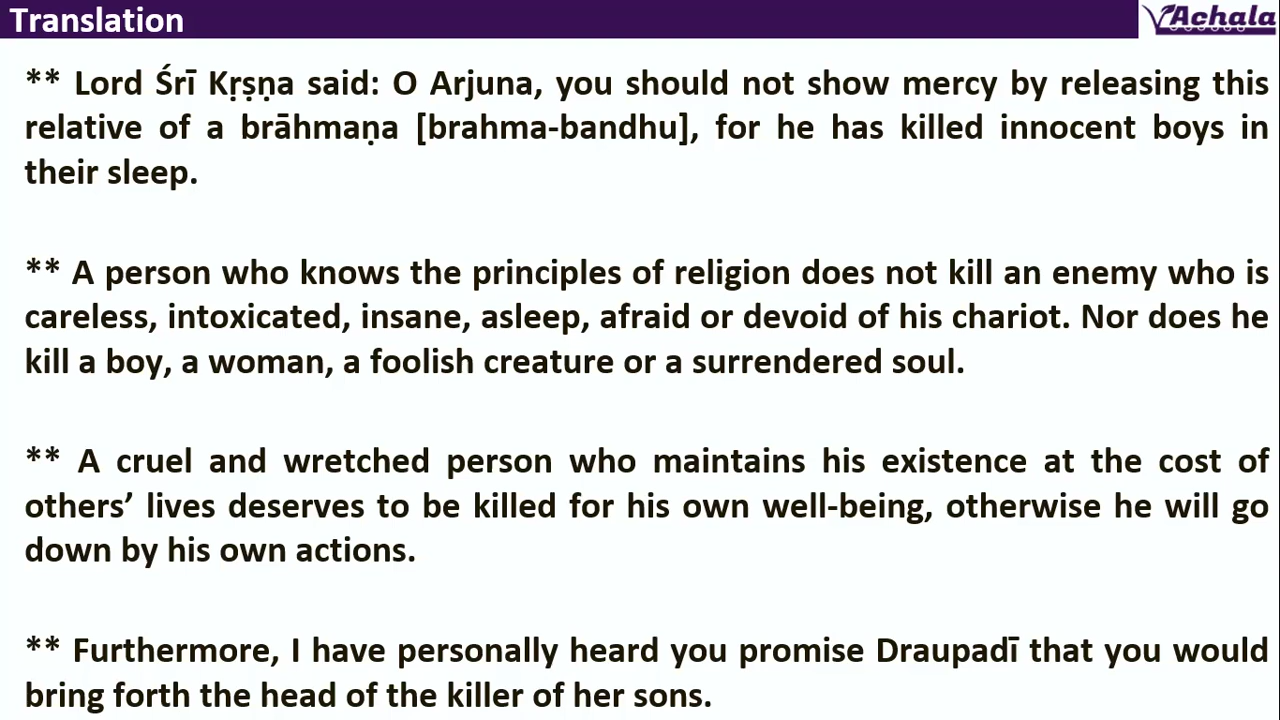 Translation
Achala
** Lord Śrī Kṛṣṇa said: O Arjuna, you should not show mercy by releasing this
relative of a brāhmaṇa [brahma-bandhu], for he has killed innocent boys in
their sleep.
** A person who knows the principles of religion does not kill an enemy who is
careless, intoxicated, insane, asleep, afraid or devoid of his chariot. Nor does he
kill a boy, a woman, a foolish creature or a surrendered soul.
** A cruel and wretched person who maintains his existence at the cost of
others’ lives deserves to be killed for his own well-being, otherwise he will go
down by his own actions.
** Furthermore, I have personally heard you promise Draupadī that you would
bring forth the head of the killer of her sons.